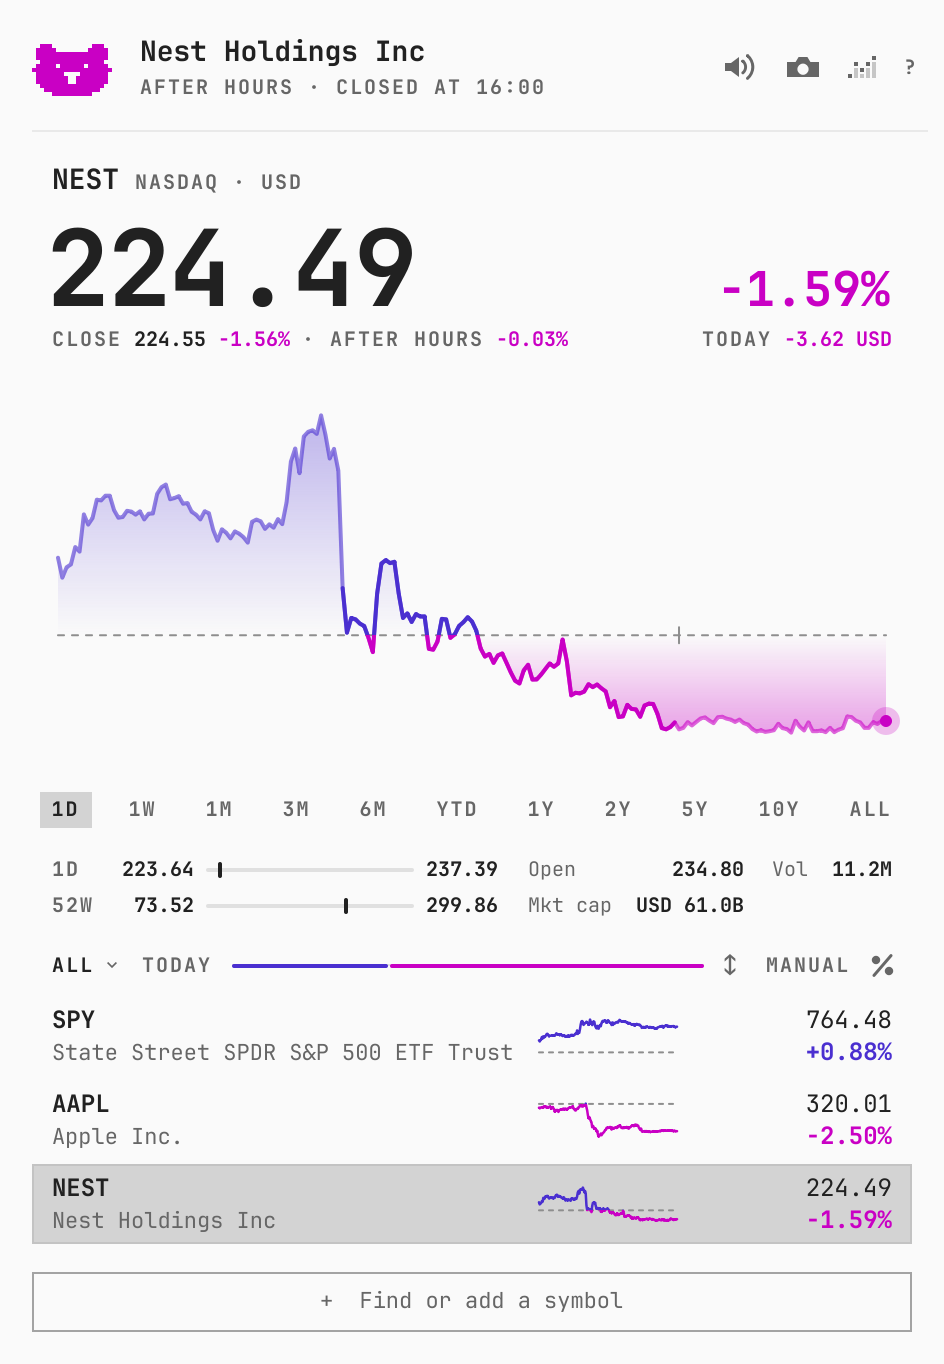 Nest Holdings Inc
AFTER HOURS · CLOSED AT 16:00
?
NEST NASDAQ · USD
224.49
-1.59%
CLOSE 224.55 -1.56% · AFTER HOURS -0.03%
TODAY -3.62 USD
1D 1W 1M 3M 6M YTD 1Y 2Y 5Y 10Y ALL
1D 223.64 237.39 Open 234.80 Vol 11.2M
52W 73.52 299.86 Mkt cap USD 61.0B
ALL TODAY MANUAL %
SPY 764.48
State Street SPDR S&P 500 ETF Trust +0.88%
AAPL 320.01
Apple Inc. -2.50%
NEST 224.49
Nest Holdings Inc -1.59%
+ Find or add a symbol